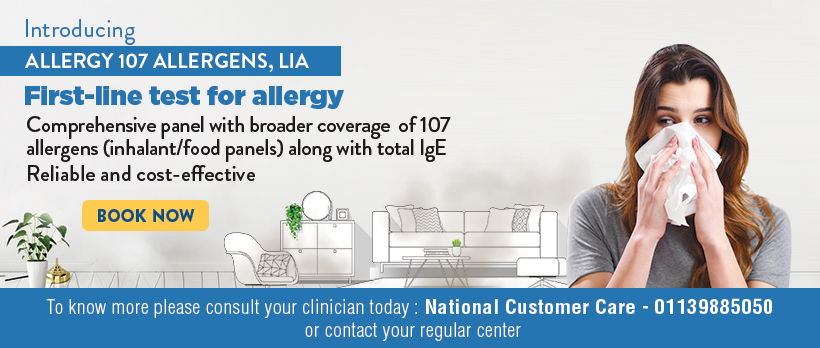 Introducing
ALLERGY 107 ALLERGENS, LIA
First-line test for allergy
Comprehensive panel with broader coverage of 107
allergens (inhalant/food panels) along with total IgE
Reliable and cost-effective
BOOK NOW
To know more please consult your clinician today : National Customer Care - 01139885050
or contact your regular center